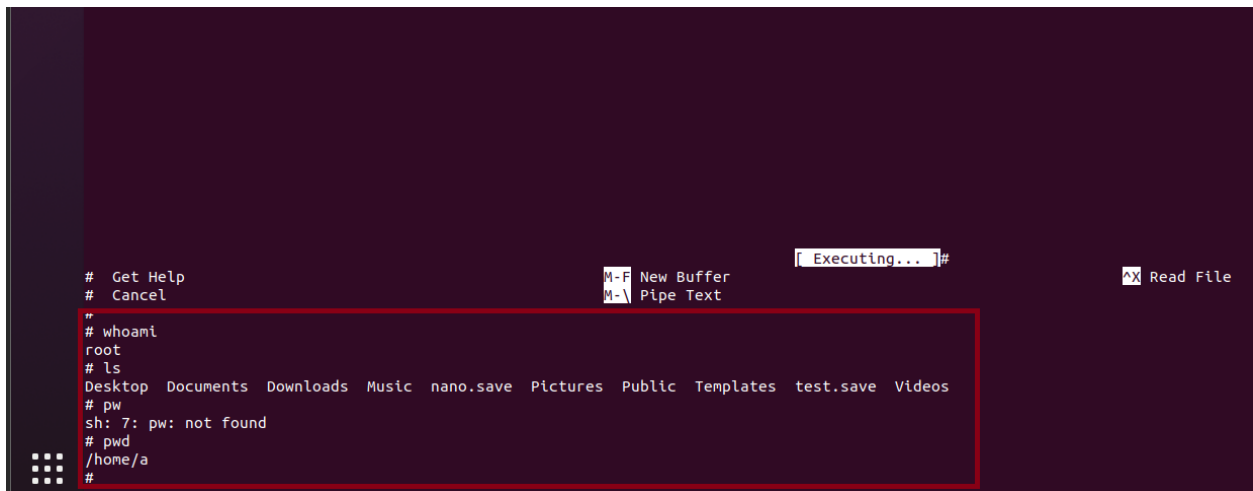 [ Executing... ]#
#  Get Help M-F New Buffer ^X Read File
#  Cancel M-\ Pipe Text
#
# whoami
root
# ls
Desktop  Documents  Downloads  Music  nano.save  Pictures  Public  Templates  test.save  Videos
# pw
sh: 7: pw: not found
# pwd
/home/a
#